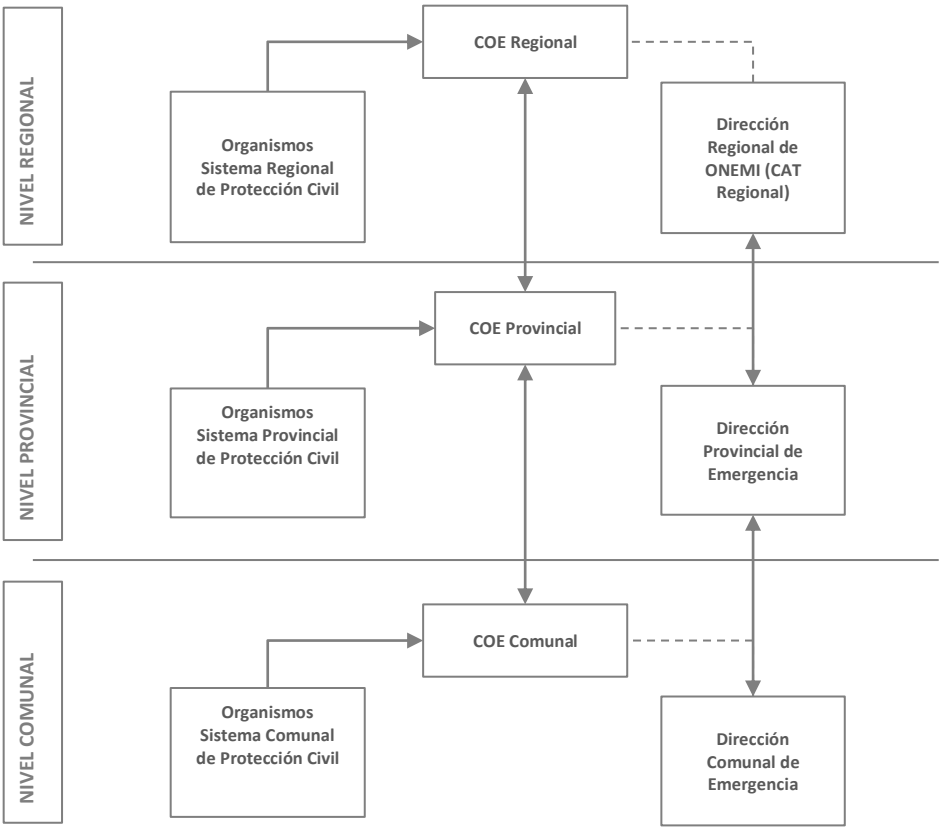 NIVEL REGIONAL
COE Regional
Organismos
Sistema Regional
de Protección Civil
Dirección
Regional de
ONEMI (CAT
Regional)
NIVEL PROVINCIAL
COE Provincial
Organismos
Sistema Provincial
de Protección Civil
Dirección
Provincial de
Emergencia
NIVEL COMUNAL
COE Comunal
Organismos
Sistema Comunal
de Protección Civil
Dirección
Comunal de
Emergencia